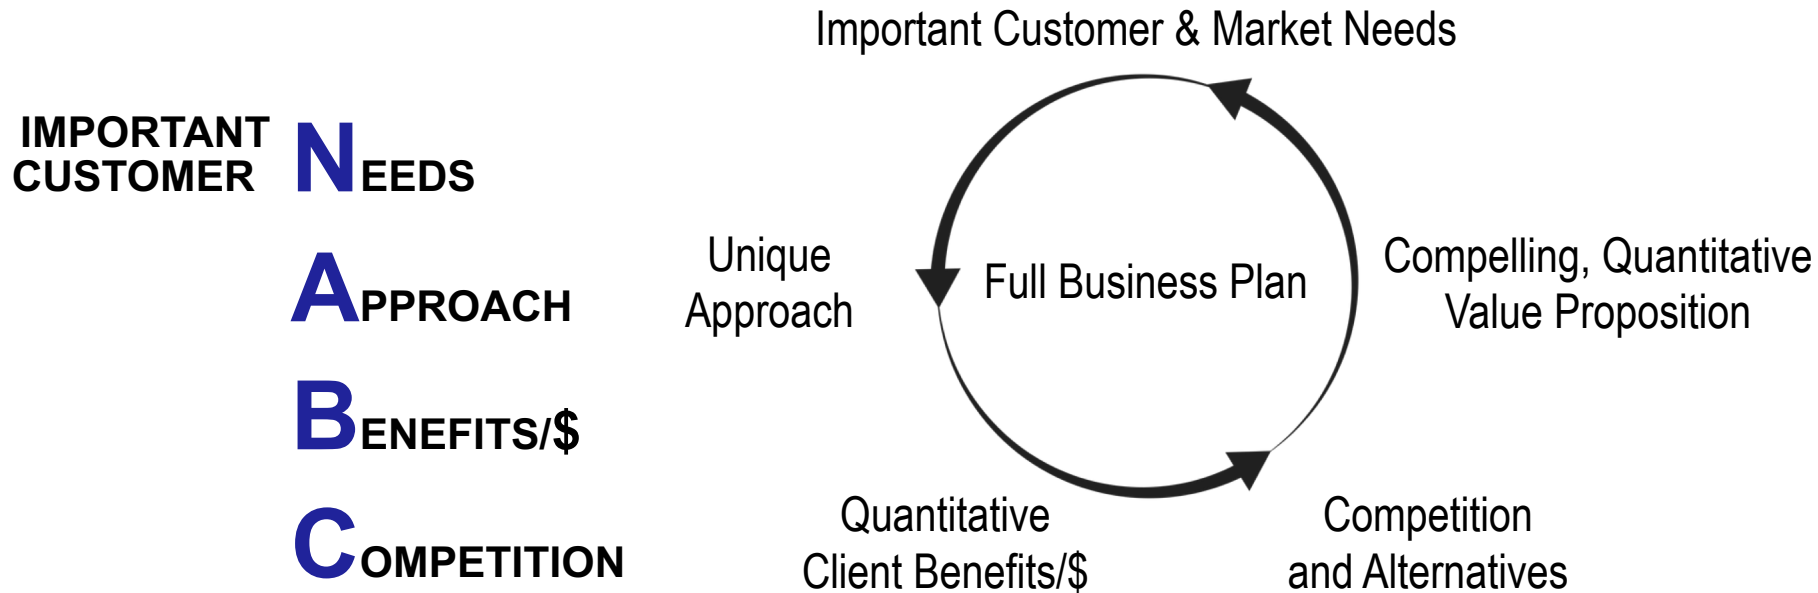 IMPORTANT
CUSTOMER NEEDS
APPROACH
BENEFITS/$
COMPETITION
Important Customer & Market Needs
Unique
Approach
Full Business Plan
Compelling, Quantitative
Value Proposition
Quantitative
Client Benefits/$
Competition
and Alternatives